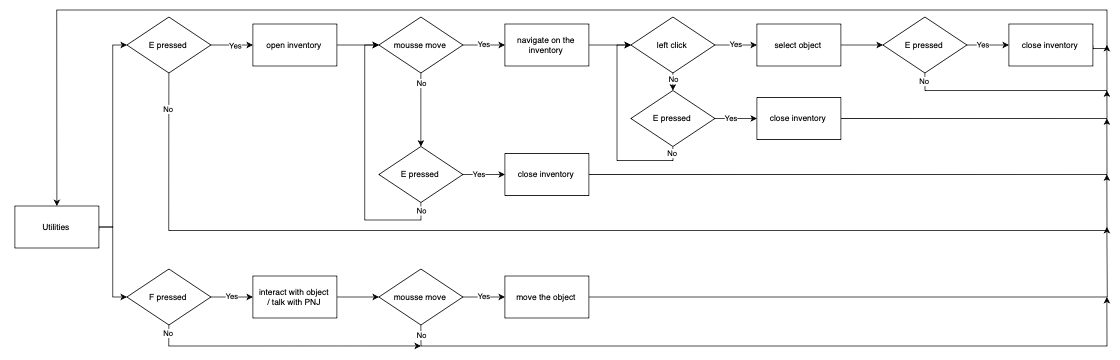 E pressed
Yes
open inventory
mousse move
Yes
navigate on the
inventory
left click
Yes
select object
E pressed
Yes
close inventory
No
No
No
No
E pressed
Yes
close inventory
No
E pressed
Yes
close inventory
No
Utilities
F pressed
Yes
interact with object
/ talk with PNJ
mousse move
Yes
move the object
No
No